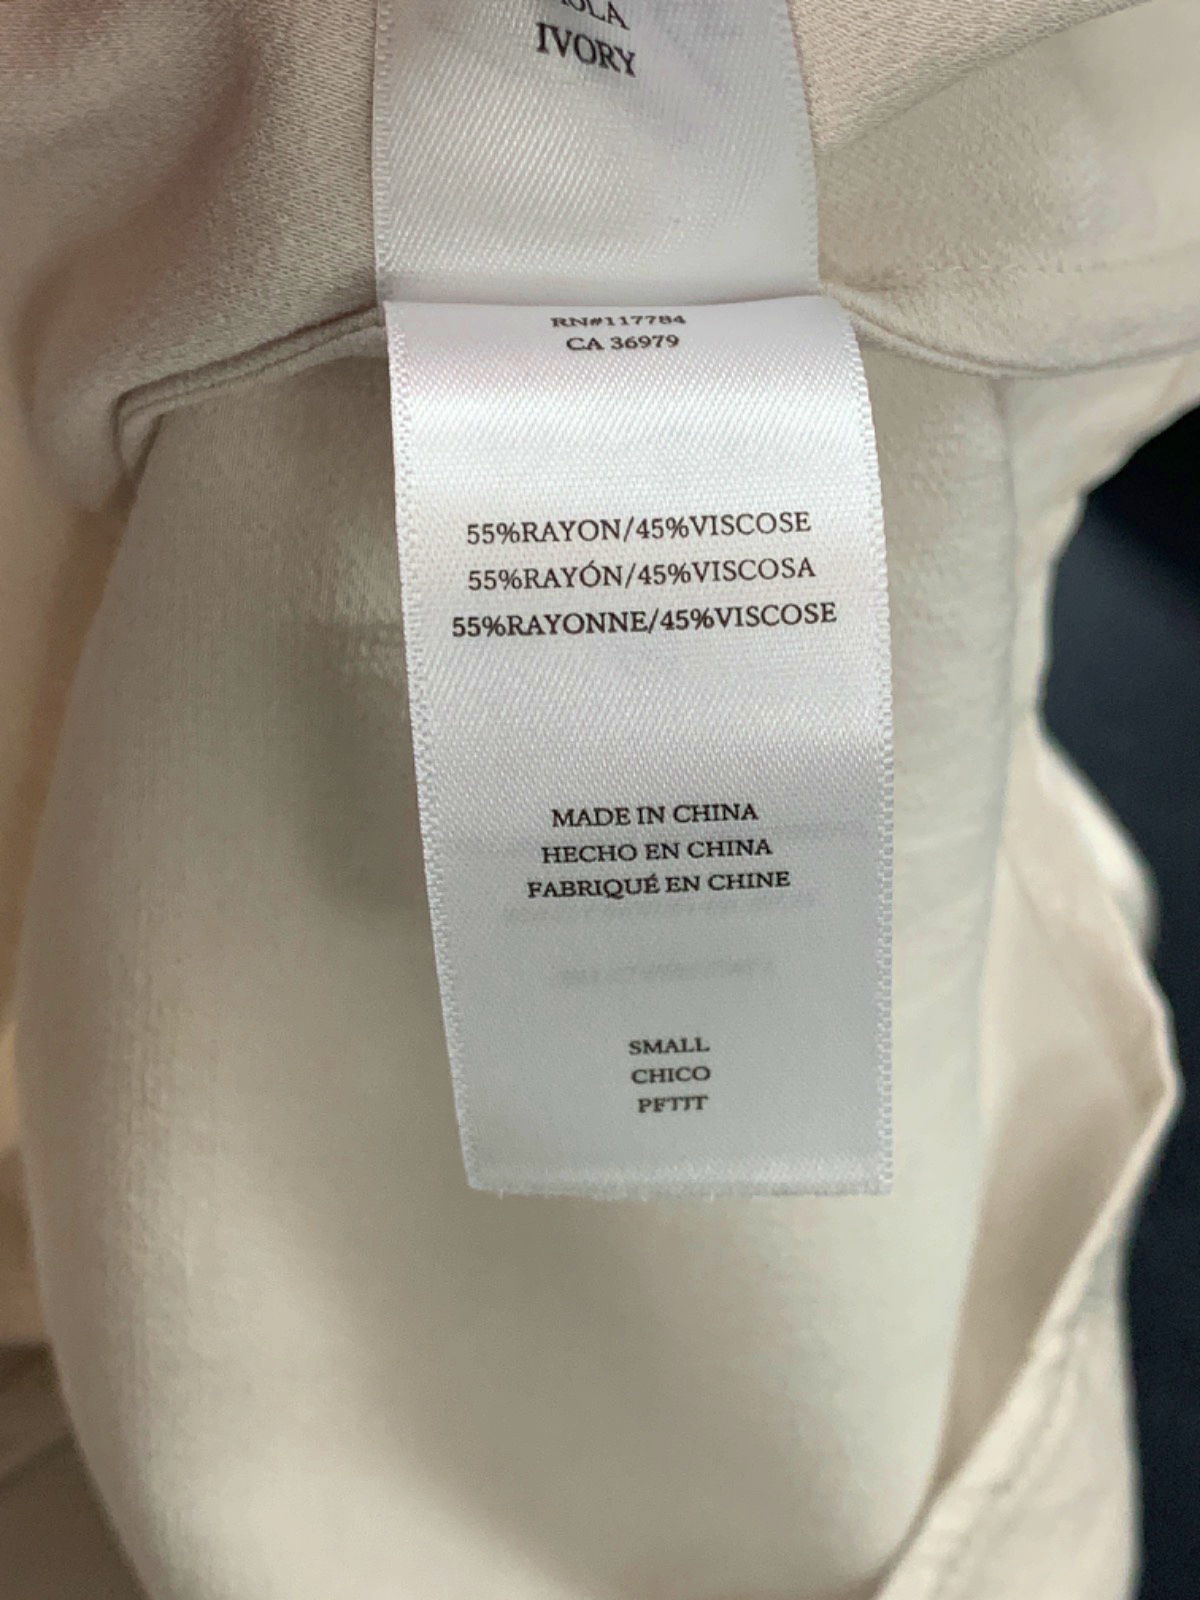 IVORY
RN#117784
CA 36979
55%RAYON/45%VISCOSE
55%RAYÓN/45%VISCOSA
55%RAYONNE/45%VISCOSE
MADE IN CHINA
HECHO EN CHINA
FABRIQUÉ EN CHINE
SMALL
CHICO
PETIT